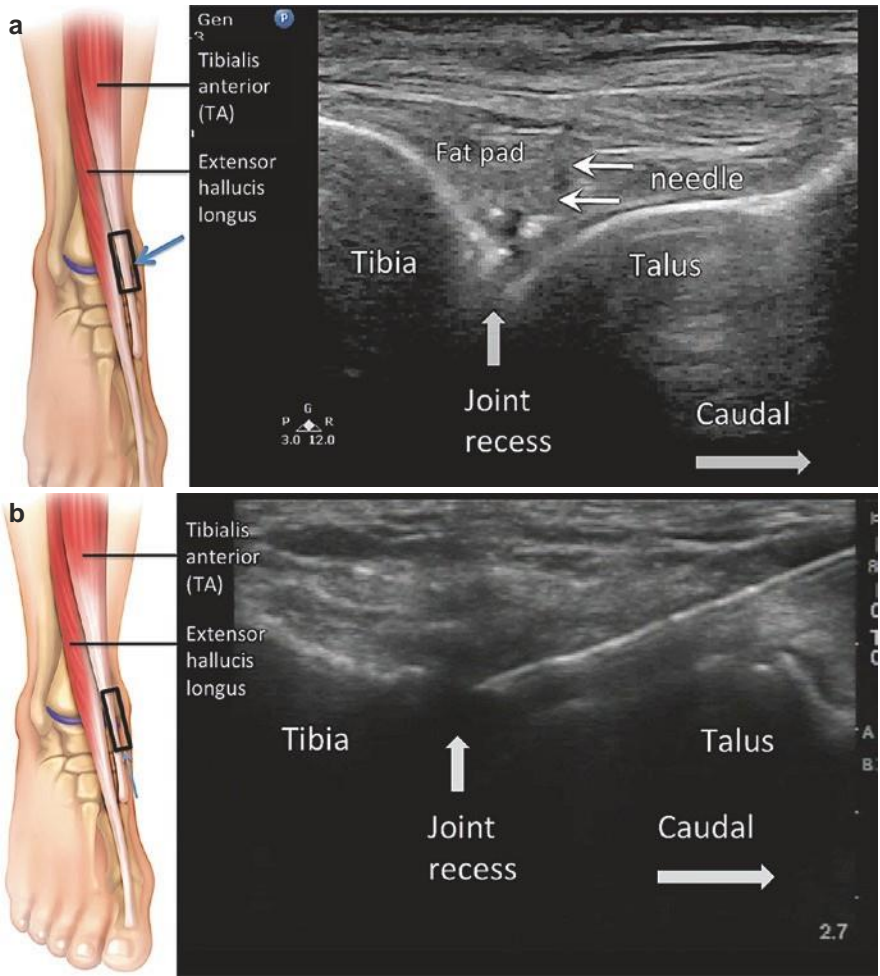 a
Gen
P
-3
Tibialis
anterior
(TA)
Extensor
hallucis
longus
Fat pad
needle
Tibia
Talus
Joint
recess
Caudal
G
P R
3.0 12.0
b
Tibialis
anterior
(TA)
Extensor
hallucis
longus
Tibia
Talus
Joint
recess
Caudal
A
B
2.7